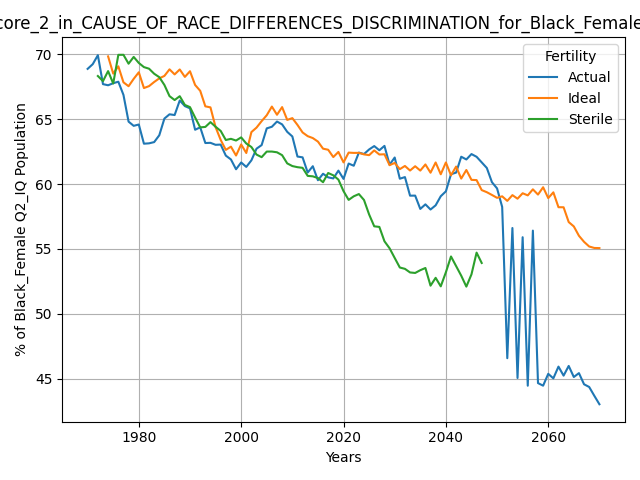 core_2_in_CAUSE_OF_RACE_DIFFERENCES_DISCRIMINATION_for_Black_Female
% of Black_Female Q2_IQ Population
70
65
60
55
50
45
Fertility
Actual
Ideal
Sterile
1980
2000
2020
2040
2060
Years